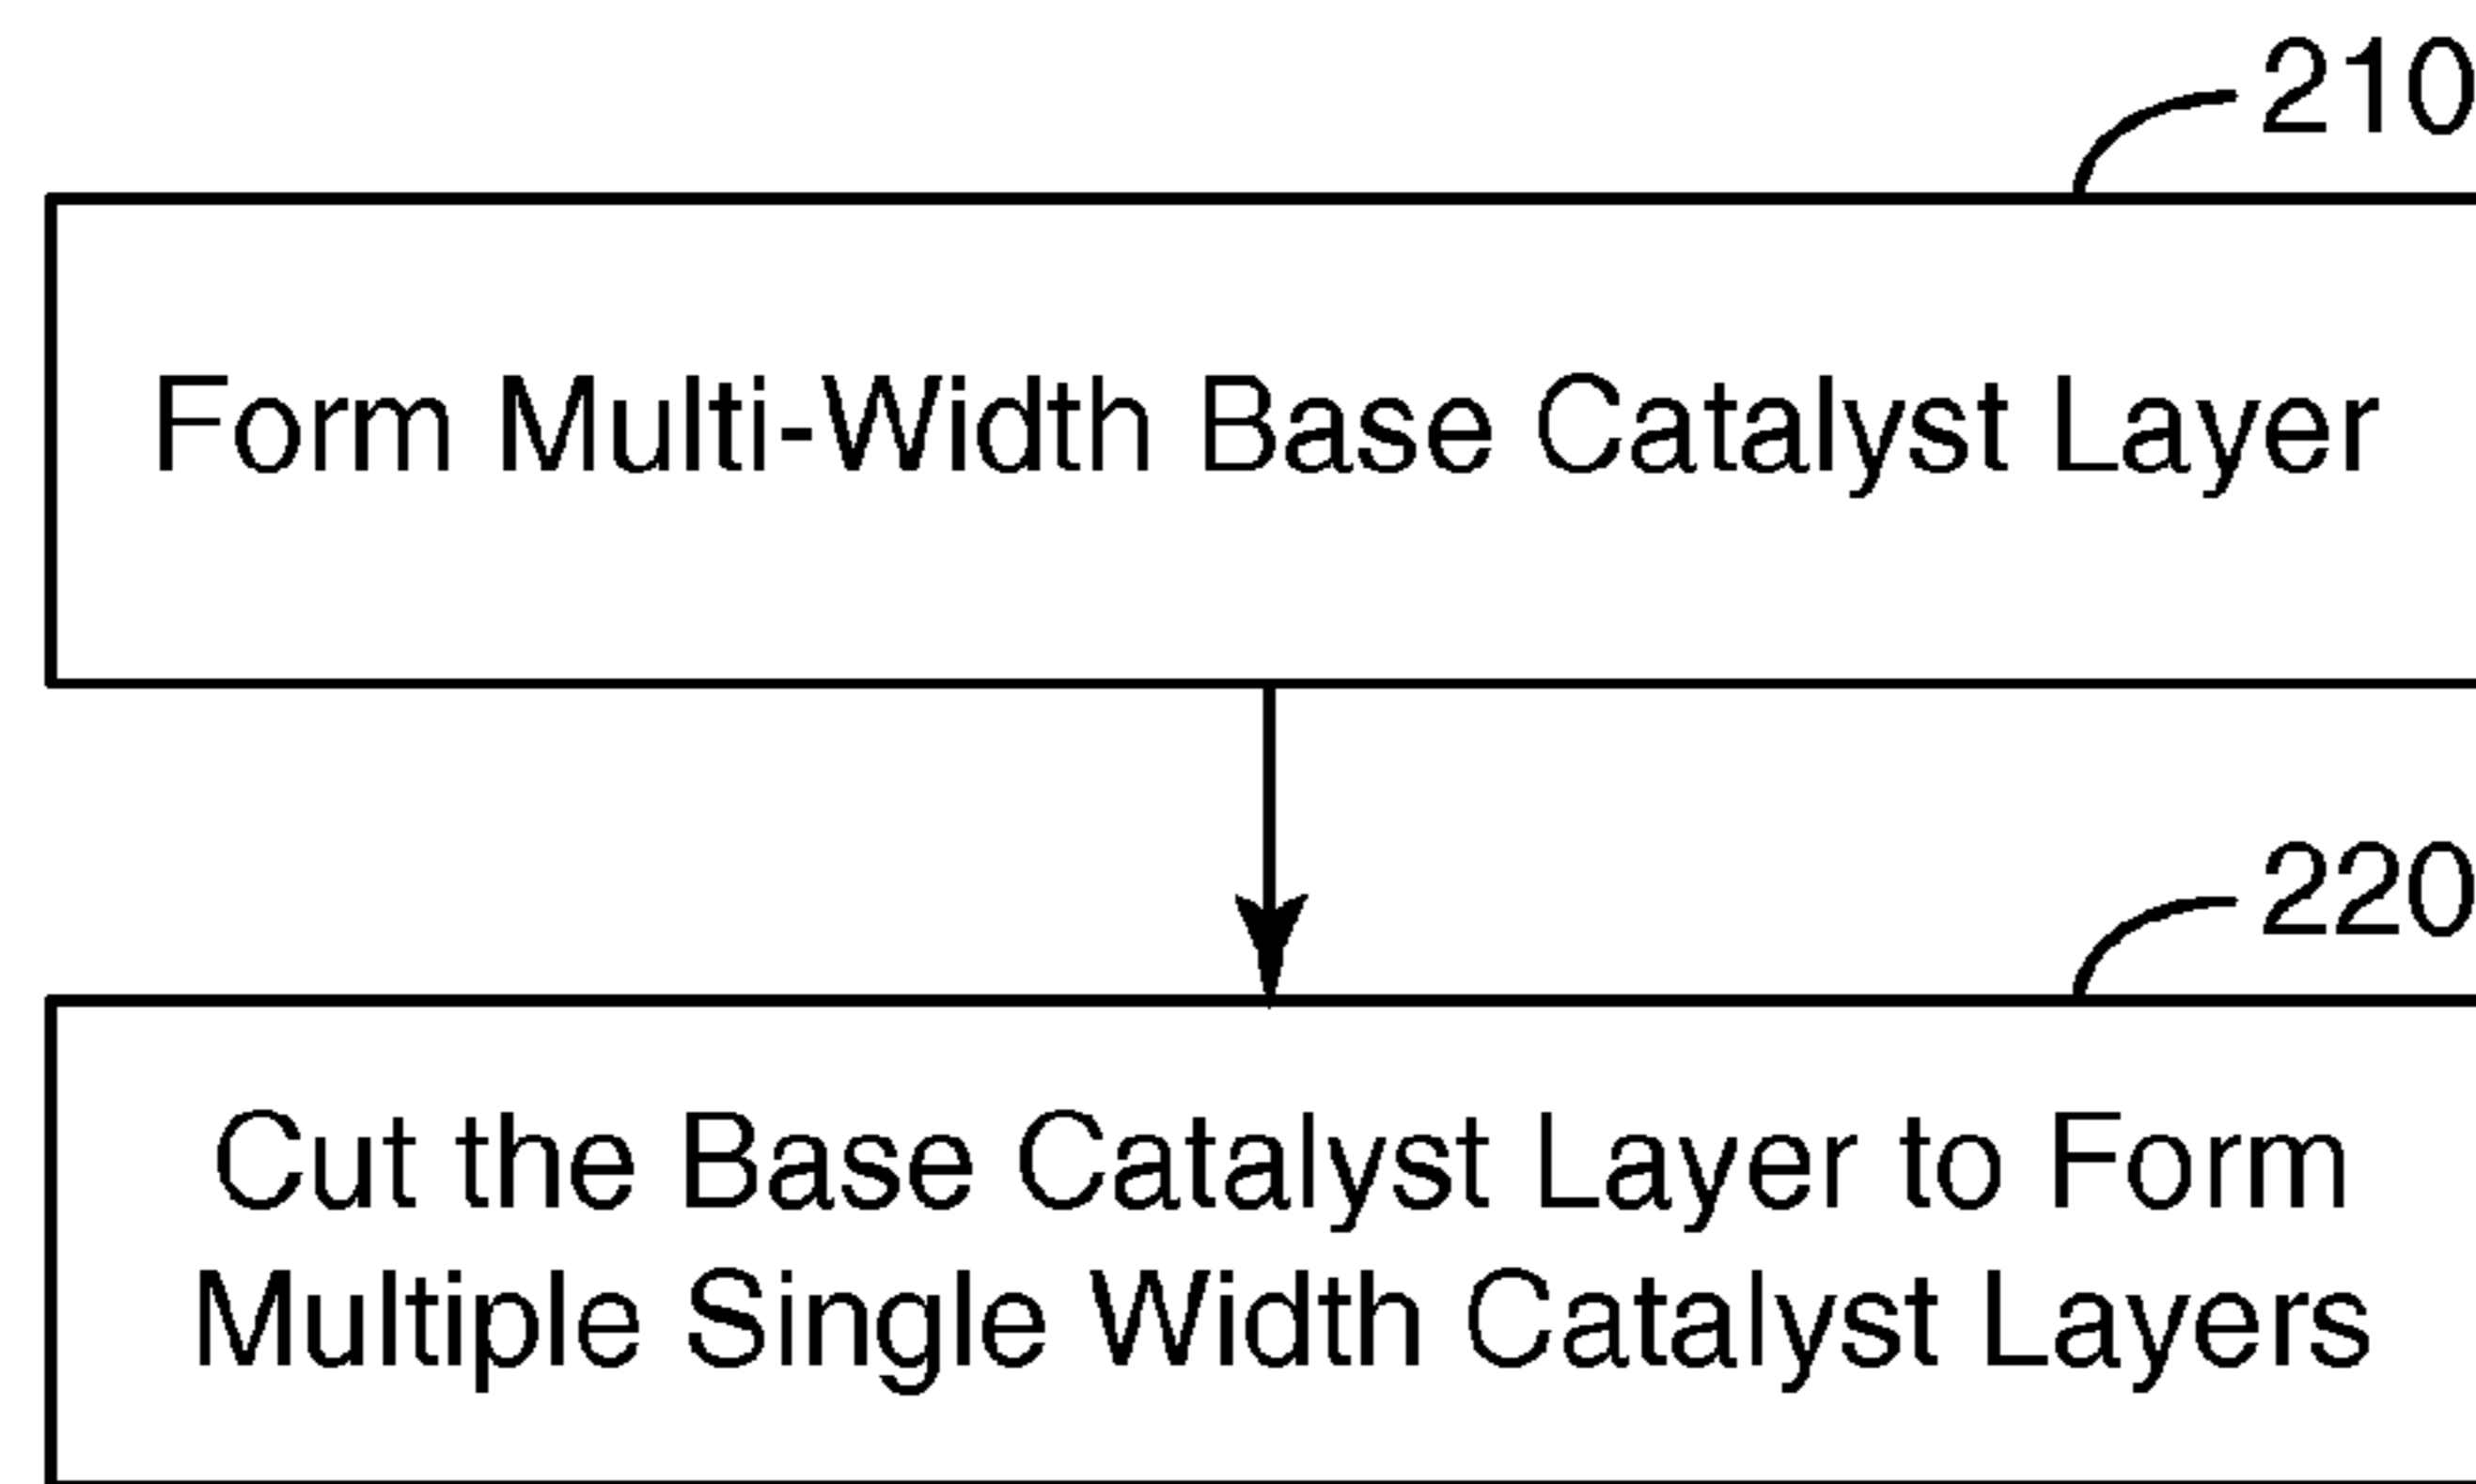 210
Form Multi-Width Base Catalyst Layer
220
Cut the Base Catalyst Layer to Form
Multiple Single Width Catalyst Layers